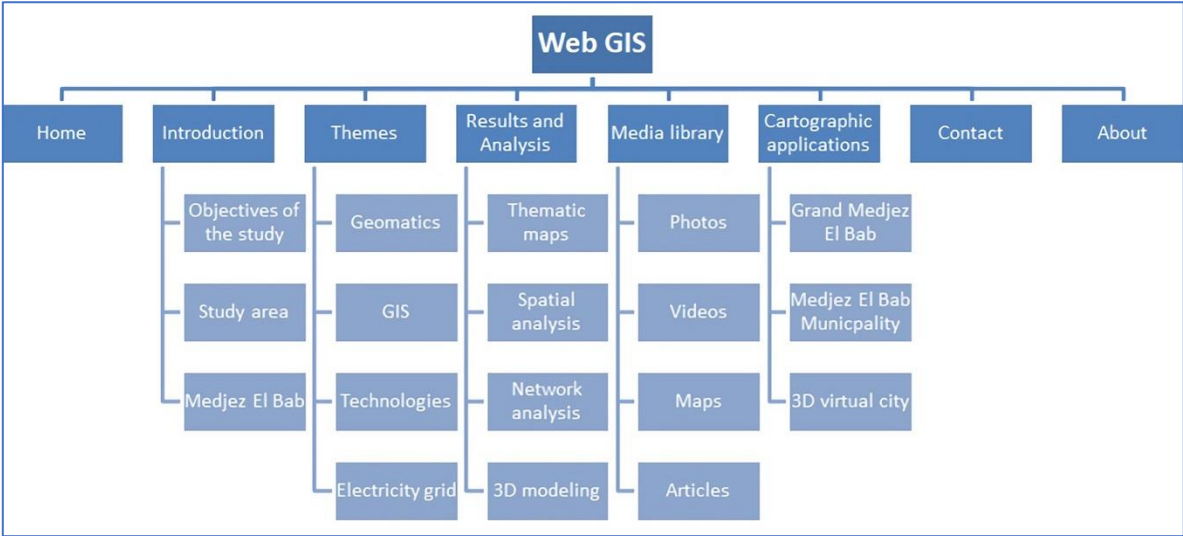 Web GIS
Home
Introduction
Themes
Results and
Analysis
Media library
Cartographic
applications
Contact
About
Objectives of
the study
Study area
Medjez El Bab
Geomatics
GIS
Technologies
Electricity grid
Thematic
maps
Spatial
analysis
Network
analysis
3D modeling
Photos
Videos
Maps
Articles
Grand Medjez
El Bab
Medjez El Bab
Municpality
3D virtual city